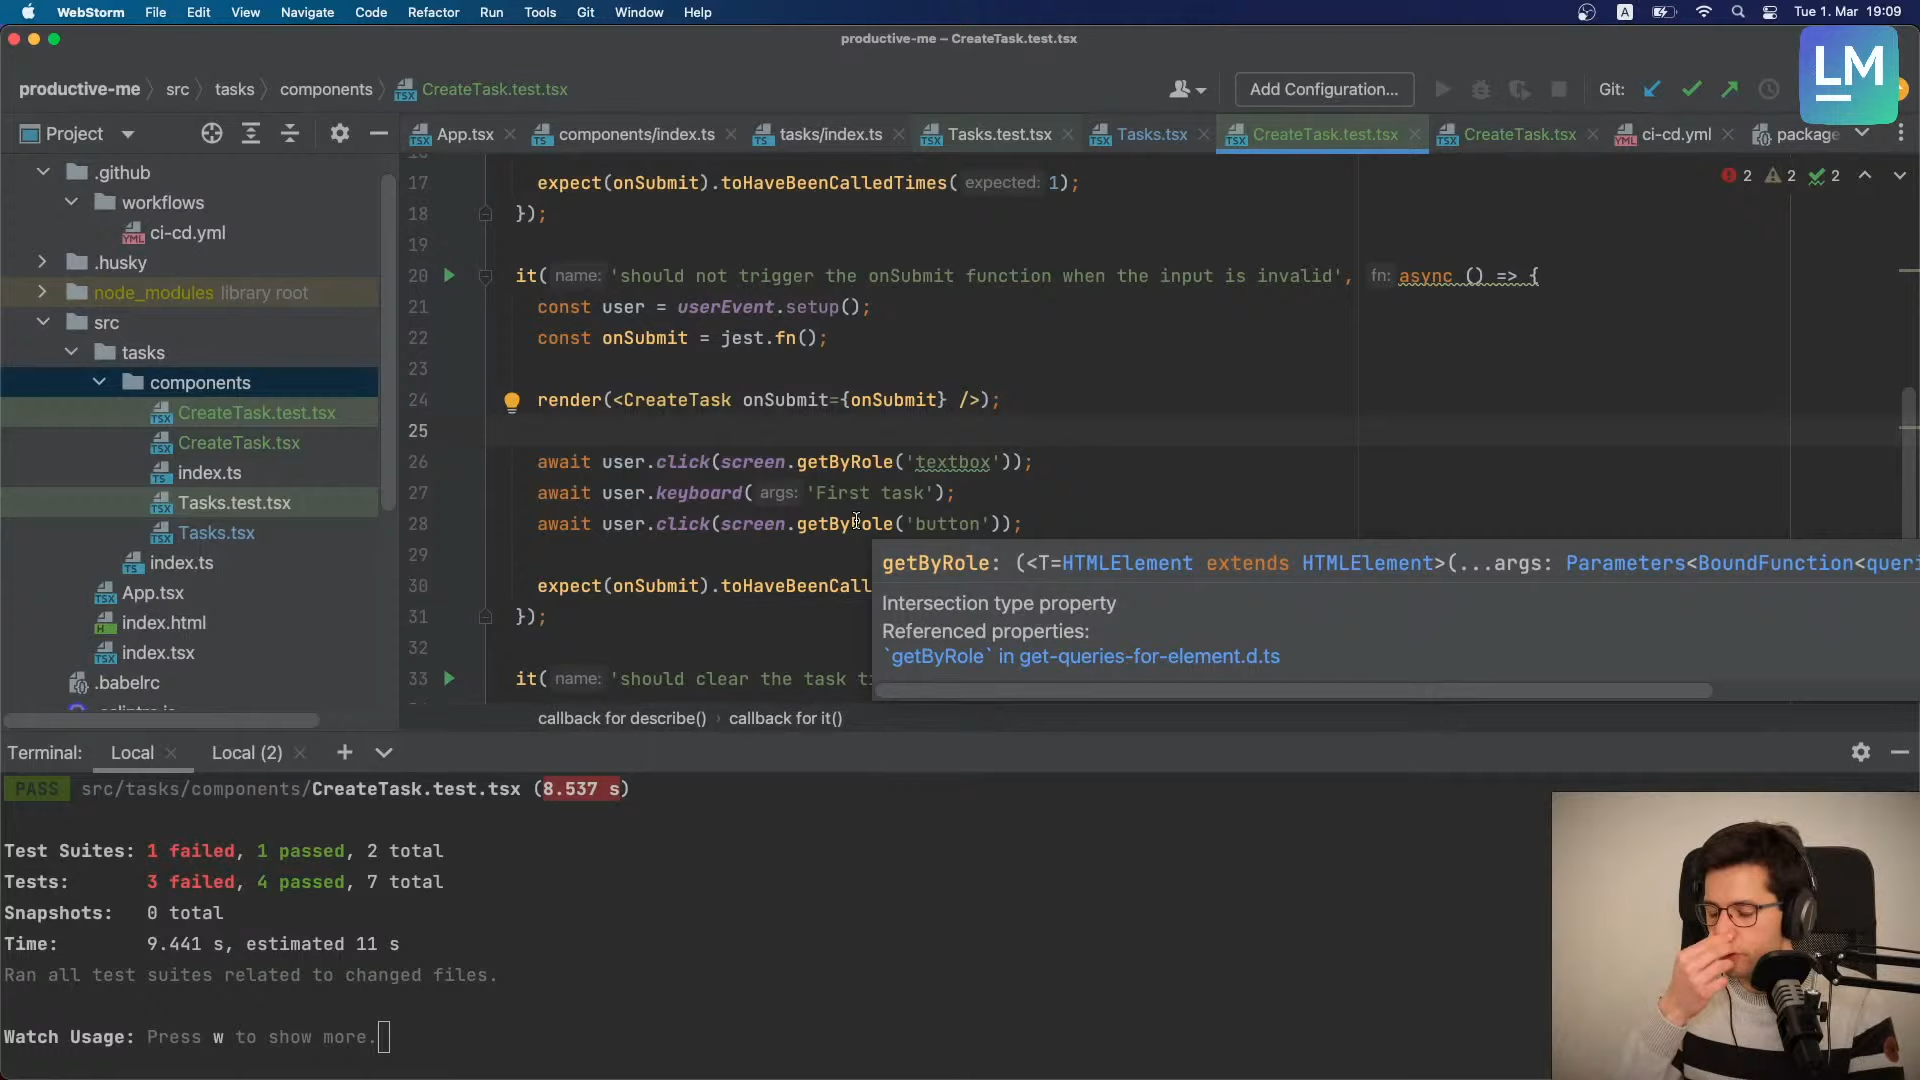 WebStorm File Edit View Navigate Code Refactor Run Tools Git Window Help A Tue 1. Mar 19:09
productive-me – CreateTask.test.tsx
LM
productive-me src tasks components CreateTask.test.tsx Add Configuration... Git:
Project App.tsx components/index.ts tasks/index.ts Tasks.test.tsx Tasks.tsx CreateTask.test.tsx CreateTask.tsx ci-cd.yml package
.github
workflows
ci-cd.yml
.husky
node_modules library root
src
tasks
components
CreateTask.test.tsx
CreateTask.tsx
index.ts
Tasks.test.tsx
Tasks.tsx
index.ts
App.tsx
index.html
index.tsx
.babelrc
2 2 2
17 expect(onSubmit).toHaveBeenCalledTimes( expected: 1);
18 });
19
20 it( name: 'should not trigger the onSubmit function when the input is invalid', fn: async () => {
21 const user = userEvent.setup();
22 const onSubmit = jest.fn();
23
24 render(<CreateTask onSubmit={onSubmit} />);
25
26 await user.click(screen.getByRole('textbox'));
27 await user.keyboard( args: 'First task');
28 await user.click(screen.getByRole('button'));
29
30 expect(onSubmit).toHaveBeenCall
31 });
32
33 it( name: 'should clear the task
getByRole: (<T=HTMLElement extends HTMLElement>(...args: Parameters<BoundFunction<queri
Intersection type property
Referenced properties:
`getByRole` in get-queries-for-element.d.ts
callback for describe() callback for it()
Terminal: Local Local (2)
PASS src/tasks/components/CreateTask.test.tsx (8.537 s)
Test Suites: 1 failed, 1 passed, 2 total
Tests: 3 failed, 4 passed, 7 total
Snapshots: 0 total
Time: 9.441 s, estimated 11 s
Ran all test suites related to changed files.
Watch Usage: Press w to show more.